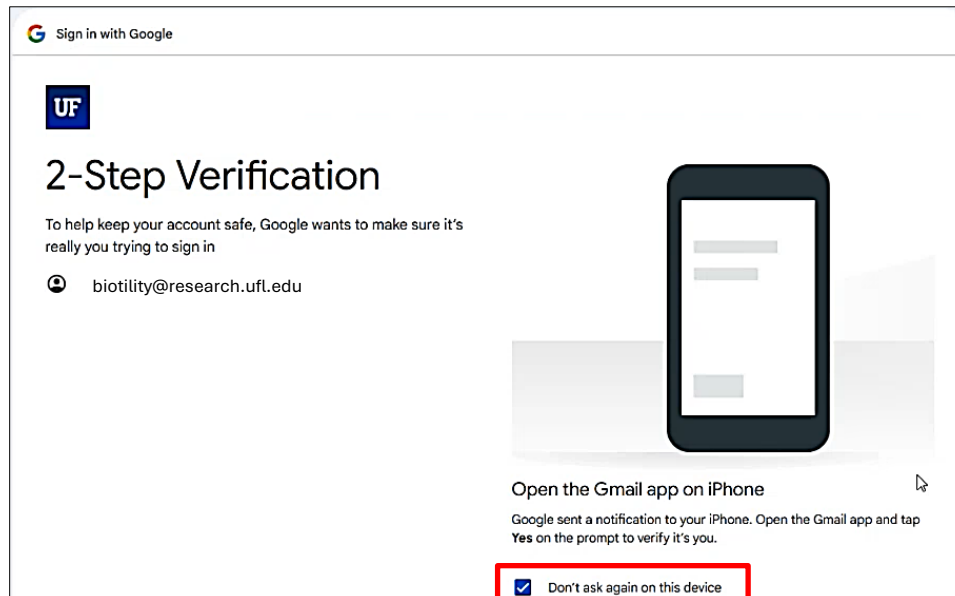 Sign in with Google
UF
2-Step Verification
To help keep your account safe, Google wants to make sure it's
really you trying to sign in
biotility@research.ufl.edu
Open the Gmail app on iPhone
Google sent a notification to your iPhone. Open the Gmail app and tap
Yes on the prompt to verify it's you.
Don't ask again on this device